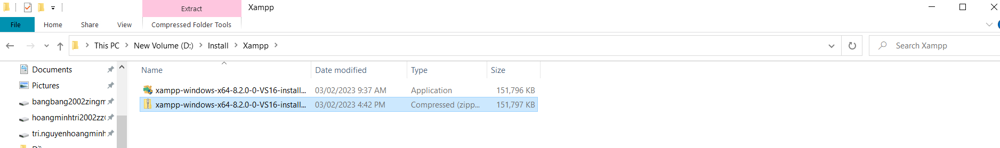 Extract
Xampp
File
Home
Share
View
Compressed Folder Tools
This PC
New Volume (D:)
Install
Xampp
Search Xampp
Documents
Pictures
bangbang2002zingm
hoangminhtri2002zz
tri.nguyenhoangminh
Name
Date modified
Type
Size
xampp-windows-x64-8.2.0-0-VS16-install...
03/02/2023 9:37 AM
Application
151,796 KB
xampp-windows-x64-8.2.0-0-VS16-install...
03/02/2023 4:42 PM
Compressed (zipp...
151,797 KB